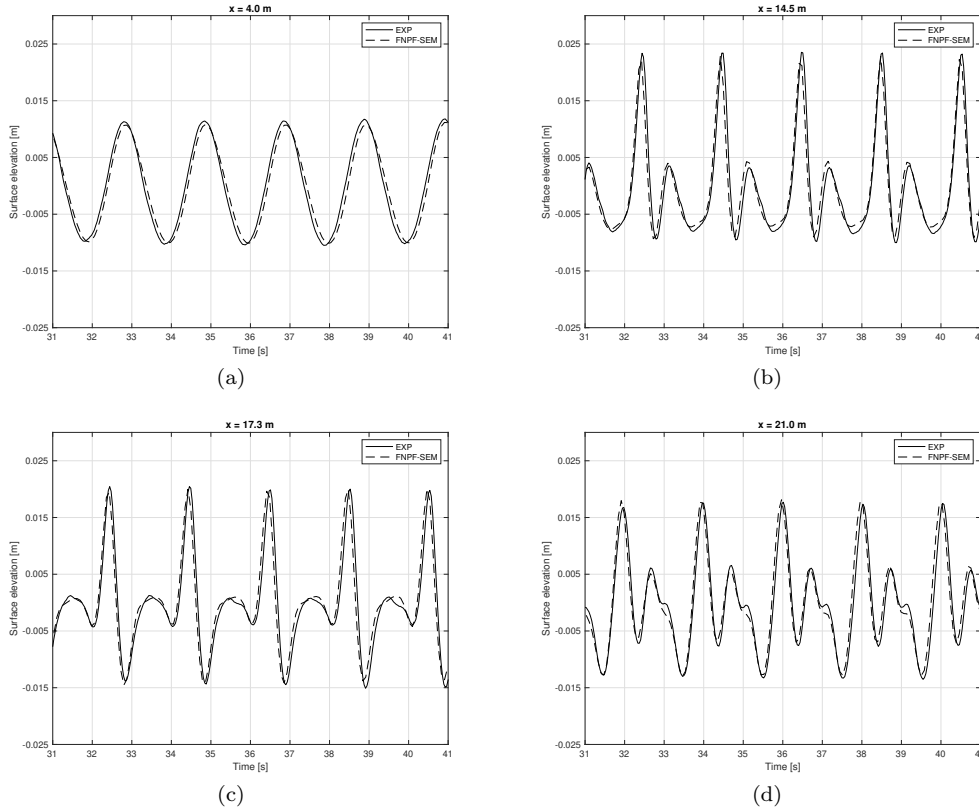 x = 4.0 m
EXP
FNPF-SEM
0.025
0.015
0.005
-0.005
-0.015
-0.025
Surface elevation [m]
31 32 33 34 35 36 37 38 39 40 41
Time [s]
(a)
x = 14.5 m
EXP
FNPF-SEM
0.025
0.015
0.005
-0.005
-0.015
-0.025
Surface elevation [m]
31 32 33 34 35 36 37 38 39 40
Time [s]
(b)
x = 17.3 m
EXP
FNPF-SEM
0.025
0.015
0.005
-0.005
-0.015
-0.025
Surface elevation [m]
31 32 33 34 35 36 37 38 39 40 41
Time [s]
(c)
x = 21.0 m
EXP
FNPF-SEM
0.025
0.015
0.005
-0.005
-0.015
-0.025
Surface elevation [m]
31 32 33 34 35 36 37 38 39 40
Time [s]
(d)